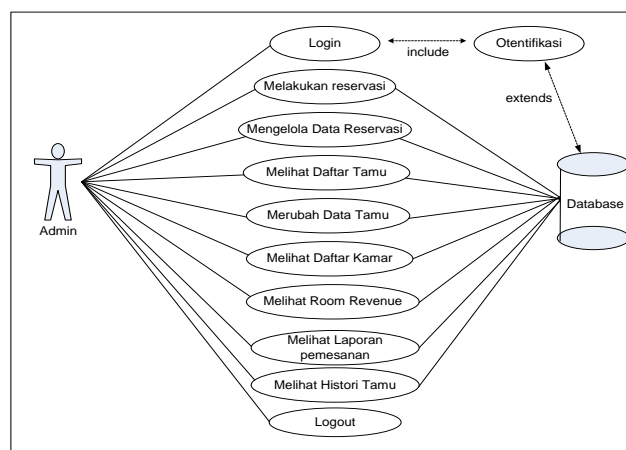 Login
include
Otentifikasi
extends
Melakukan reservasi
Mengelola Data Reservasi
Melihat Daftar Tamu
Merubah Data Tamu
Melihat Daftar Kamar
Melihat Room Revenue
Melihat Laporan
pemesanan
Melihat Histori Tamu
Logout
Admin
Database